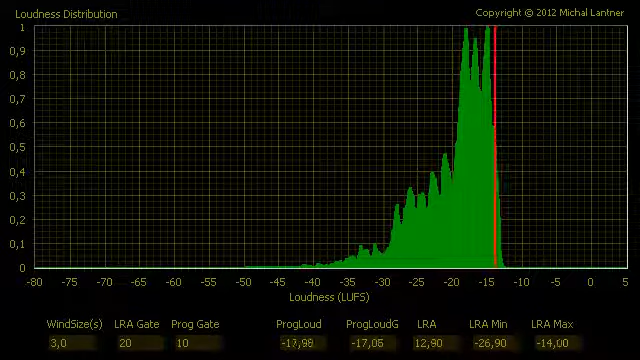 Loudness Distribution
Copyright © 2012 Michal Lantner
1
0,9
0,8
0,7
0,6
0,5
0,4
0,3
0,2
0,1
0
-80 -75 -70 -65 -60 -55 -50 -45 -40 -35 -30 -25 -20 -15 -10 -5 0 5
Loudness (LUFS)
WindSize(s) LRA Gate Prog Gate ProgLoud ProgLoudG LRA LRA Min LRA Max
3,0 20 10 -17,99 -17,05 12,90 -26,90 -14,00